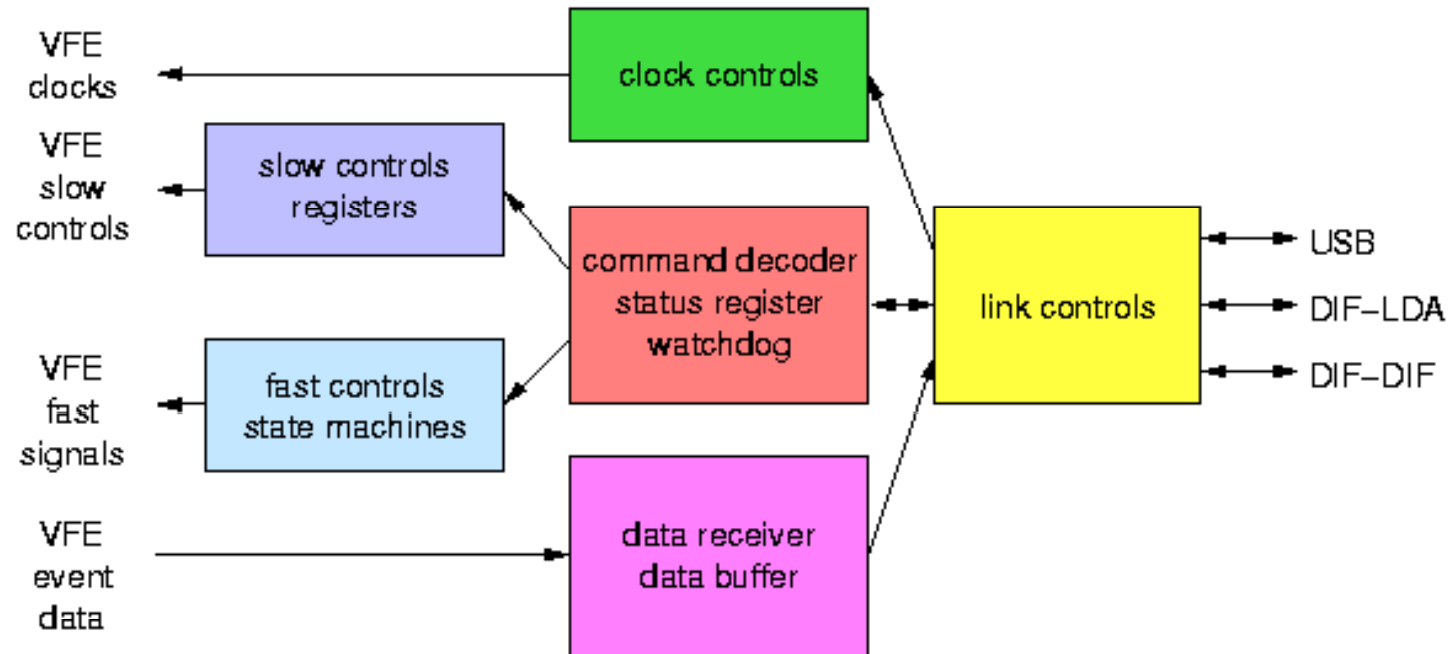 VFE
clocks
clock controls
VFE
slow
controls
slow controls
registers
command decoder
status register
watchdog
link controls
USB
DIF-LDA
DIF-DIF
VFE
fast
signals
fast controls
state machines
VFE
event
data
data receiver
data buffer